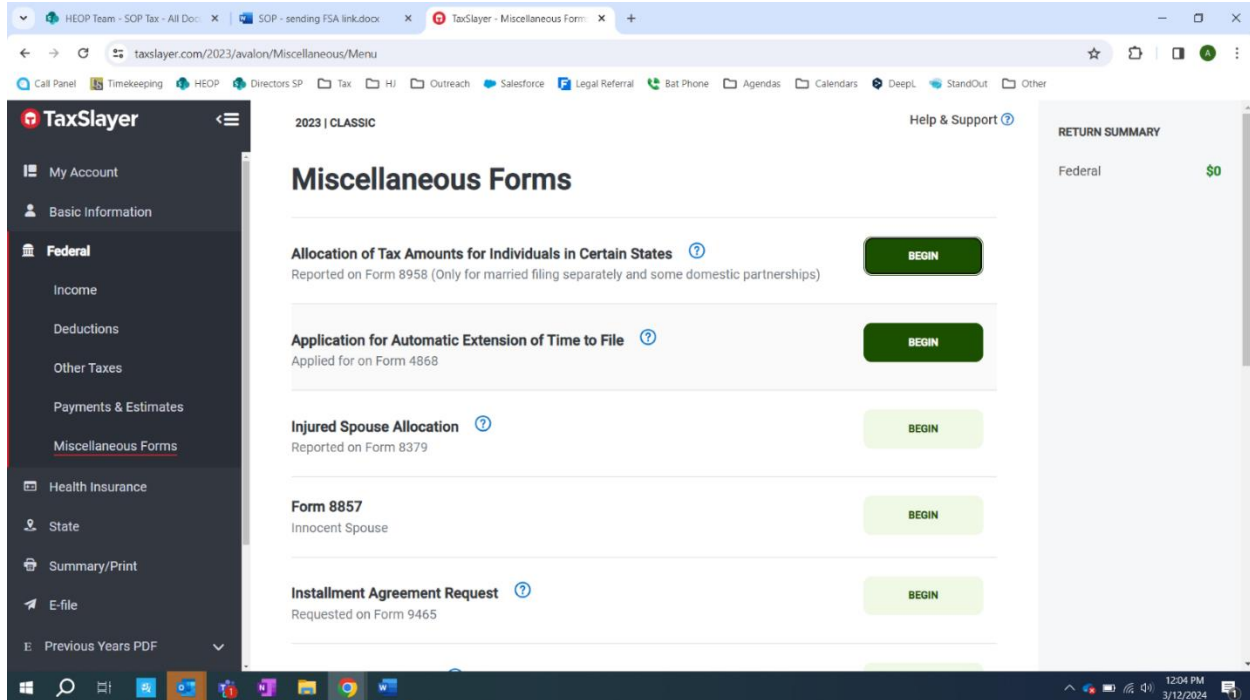 HEOP Team - SOP Tax - All Doc
SOP - sending FSA link.docx
TaxSlayer - Miscellaneous Form
taxslayer.com/2023/avalon/Miscellaneous/Menu
A
Call Panel
Timekeeping
HEOP
Directors SP
Tax
HJ
Outreach
Salesforce
Legal Referral
Bat Phone
Agendas
Calendars
DeepL
StandOut
Other
TaxSlayer
My Account
Basic Information
Federal
Income
Deductions
Other Taxes
Payments & Estimates
Miscellaneous Forms
Health Insurance
State
Summary/Print
E-file
E Previous Years PDF
2023 | CLASSIC
Help & Support ?
Miscellaneous Forms
Allocation of Tax Amounts for Individuals in Certain States ?
Reported on Form 8958 (Only for married filing separately and some domestic partnerships)
BEGIN
Application for Automatic Extension of Time to File ?
Applied for on Form 4868
BEGIN
Injured Spouse Allocation ?
Reported on Form 8379
BEGIN
Form 8857
Innocent Spouse
BEGIN
Installment Agreement Request ?
Requested on Form 9465
BEGIN
RETURN SUMMARY
Federal $0
12:04 PM
3/12/2024